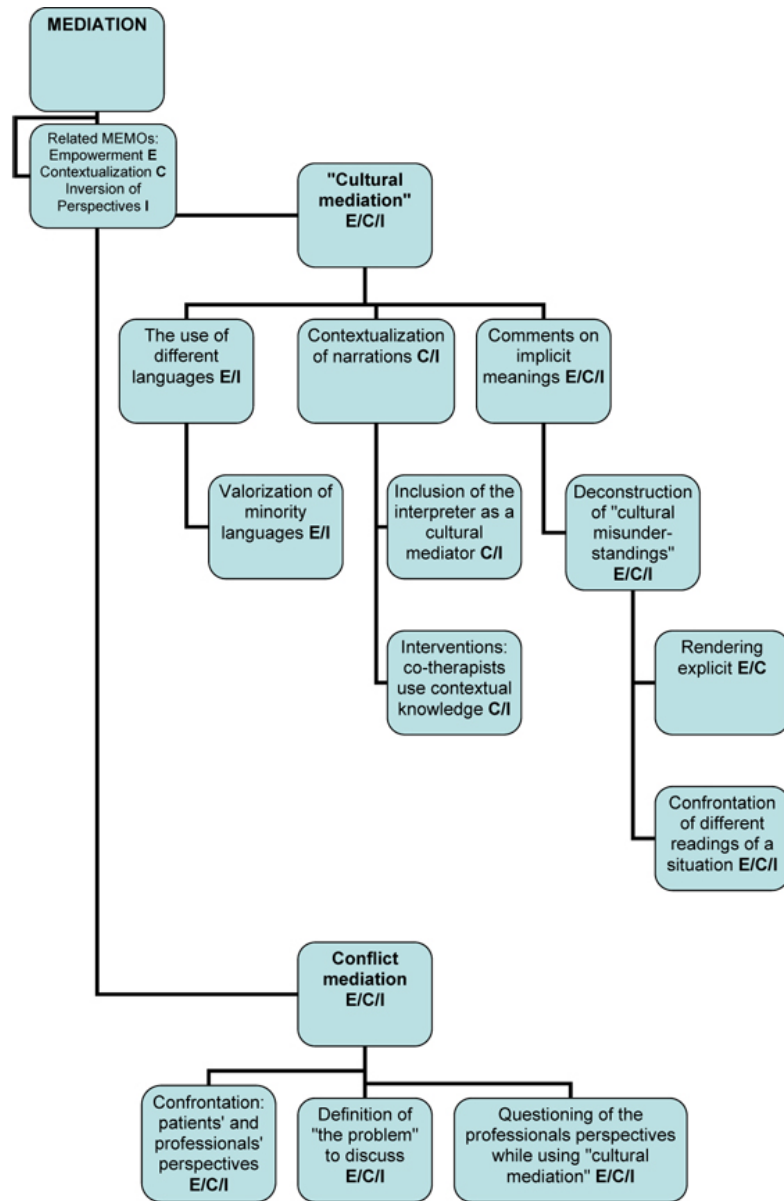 MEDIATION
Related MEMOs:
Empowerment E
Contextualization C
Inversion of
Perspectives I
"Cultural
mediation"
E/C/I
The use of
different
languages E/I
Contextualization
of narrations C/I
Comments on
implicit
meanings E/C/I
Valorization of
minority
languages E/I
Inclusion of the
interpreter as a
cultural
mediator C/I
Deconstruction
of "cultural
misunder-
standings"
E/C/I
Interventions:
co-therapists
use contextual
knowledge C/I
Rendering
explicit E/C
Confrontation
of different
readings of a
situation E/C/I
Conflict
mediation
E/C/I
Confrontation:
patients' and
professionals'
perspectives
E/C/I
Definition of
"the problem"
to discuss
E/C/I
Questioning of the
professionals perspectives
while using "cultural
mediation" E/C/I